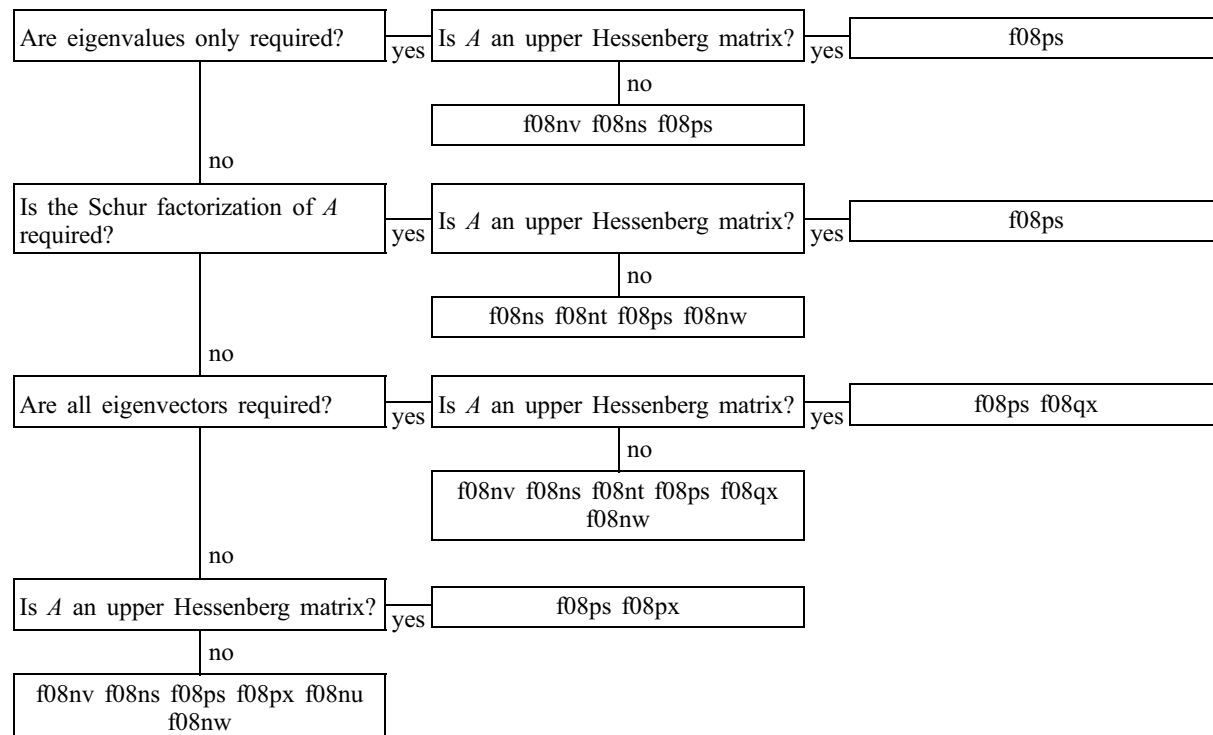 Are eigenvalues only required?
yes
Is A an upper Hessenberg matrix?
yes
f08ps
no
f08nv f08ns f08ps
no
Is the Schur factorization of A
required?
yes
Is A an upper Hessenberg matrix?
yes
f08ps
no
f08ns f08nt f08ps f08nw
no
Are all eigenvectors required?
yes
Is A an upper Hessenberg matrix?
yes
f08ps f08qx
no
f08nv f08ns f08nt f08ps f08qx
f08nw
no
Is A an upper Hessenberg matrix?
yes
f08ps f08px
no
f08nv f08ns f08ps f08px f08nu
f08nw